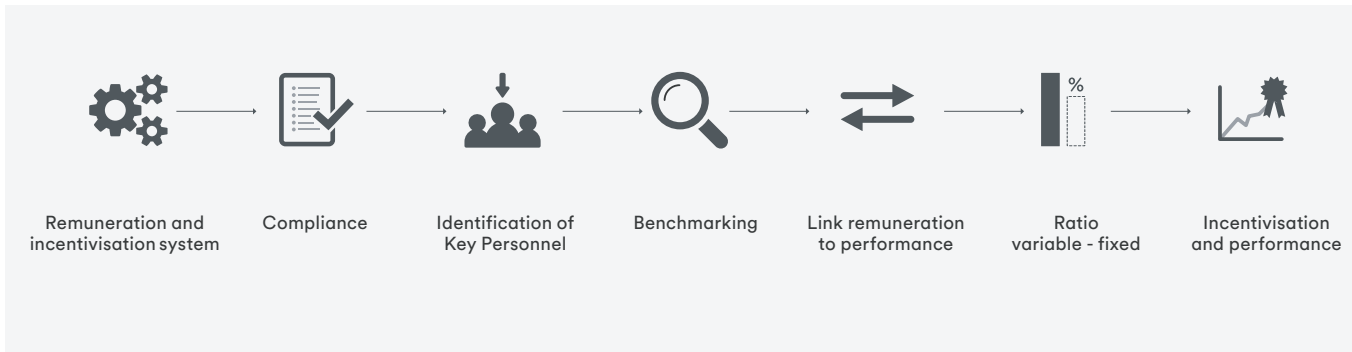 Remuneration and
incentivisation system
Compliance
Identification of
Key Personnel
Benchmarking
Link remuneration
to performance
%
Ratio
variable - fixed
Incentivisation
and performance